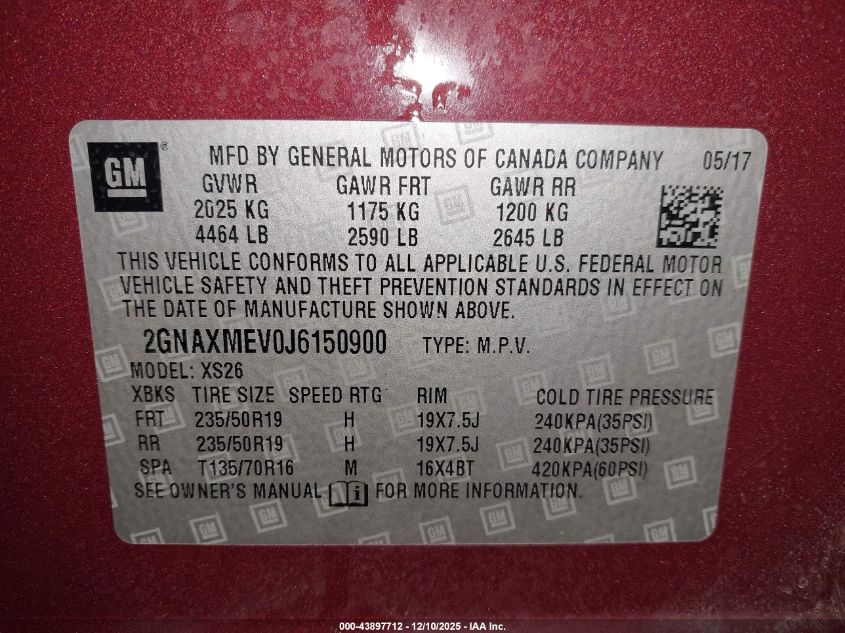 GM ® MFD BY GENERAL MOTORS OF CANADA COMPANY 05/17
GVWR GAWR FRT GAWR RR
2025 KG 1175 KG 1200 KG
4464 LB 2590 LB 2645 LB
THIS VEHICLE CONFORMS TO ALL APPLICABLE U.S. FEDERAL MOTOR
VEHICLE SAFETY AND THEFT PREVENTION STANDARDS IN EFFECT ON
THE DATE OF MANUFACTURE SHOWN ABOVE.
2GNAXMEV0J6150900 TYPE: M.P.V.
MODEL: XS26
XBKS TIRE SIZE SPEED RTG RIM COLD TIRE PRESSURE
FRT 235/50R19 H 19X7.5J 240KPA(35PSI)
RR 235/50R19 H 19X7.5J 240KPA(35PSI)
SPA T135/70R16 M 16X4BT 420KPA(60PSI)
SEE OWNER'S MANUAL FOR MORE INFORMATION.
000-43897712 - 12/10/2025 - IAA Inc.